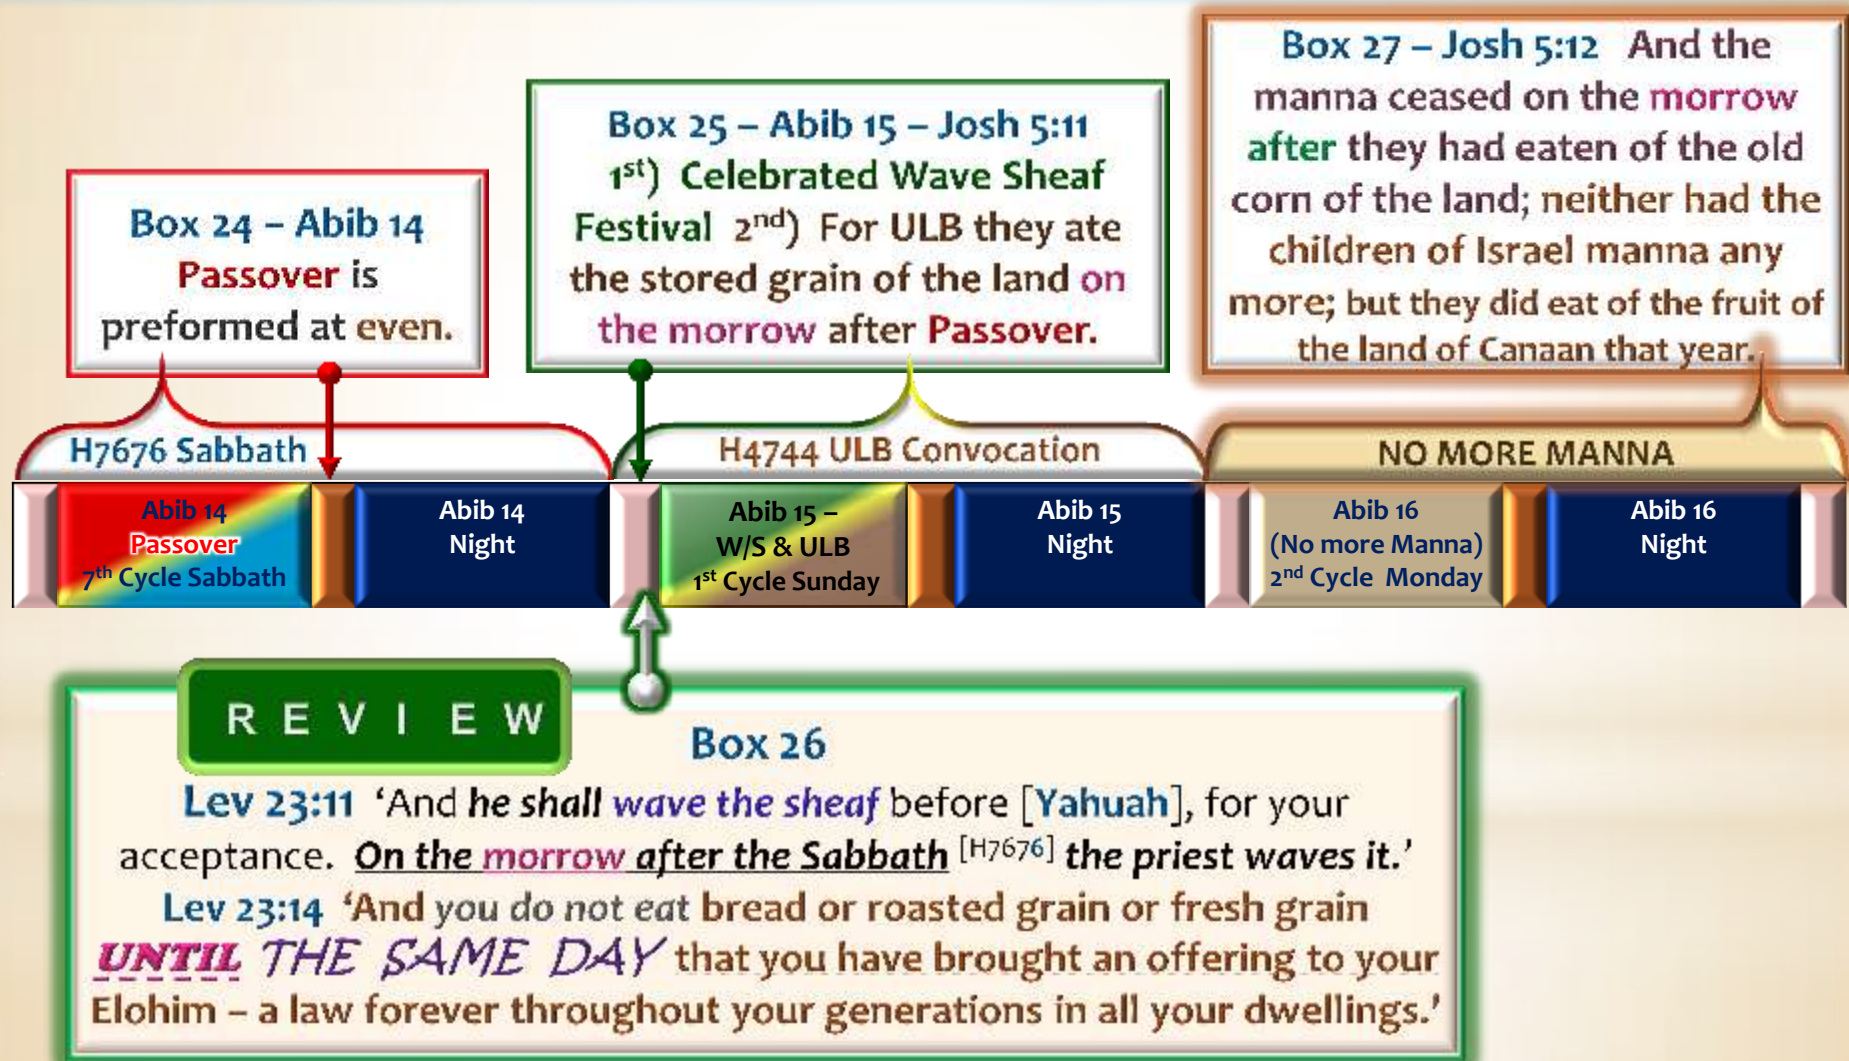 Box 24 – Abib 14
Passover is
preformed at even.
Box 25 – Abib 15 – Josh 5:11
1st) Celebrated Wave Sheaf
Festival 2nd) For ULB they ate
the stored grain of the land on
the morrow after Passover.
Box 27 – Josh 5:12 And the
manna ceased on the morrow
after they had eaten of the old
corn of the land; neither had the
children of Israel manna any
more; but they did eat of the fruit of
the land of Canaan that year.
H7676 Sabbath
H4744 ULB Convocation
NO MORE MANNA
Abib 14
Passover
7th Cycle Sabbath
Abib 14
Night
Abib 15 –
W/S & ULB
1st Cycle Sunday
Abib 15
Night
Abib 16
(No more Manna)
2nd Cycle Monday
Abib 16
Night
REVIEW
Box 26
Lev 23:11 ‘And he shall wave the sheaf before [Yahuah], for your
acceptance. On the morrow after the Sabbath [H7676] the priest waves it.’
Lev 23:14 ‘And you do not eat bread or roasted grain or fresh grain
UNTIL THE SAME DAY that you have brought an offering to your
Elohim – a law forever throughout your generations in all your dwellings.’